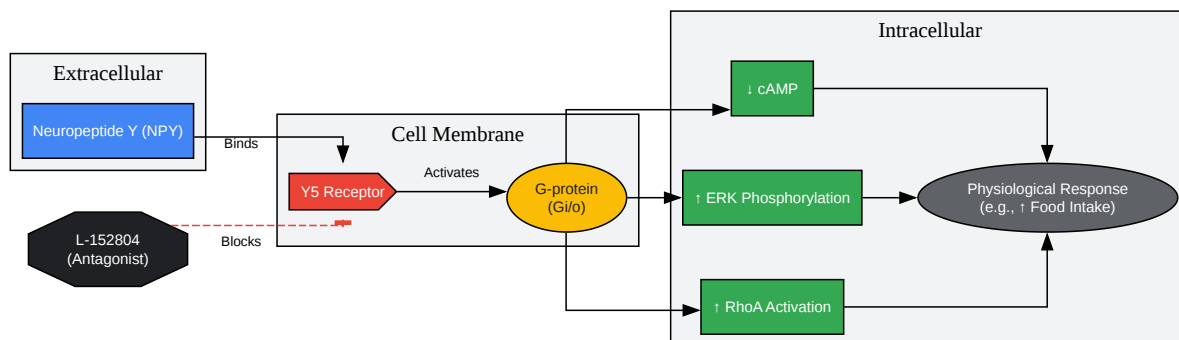 Extracellular
Neuropeptide Y (NPY)
Binds
L-152804
(Antagonist)
Blocks
Cell Membrane
Y5 Receptor
Activates
G-protein
(Gi/o)
Intracellular
↓ cAMP
↑ ERK Phosphorylation
↑ RhoA Activation
Physiological Response
(e.g., ↑ Food Intake)